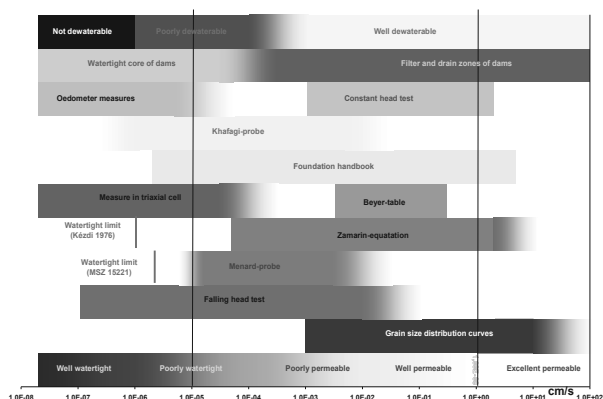 Not dewaterable Poorly dewaterable Well dewaterable
Watertight core of dams Filter and drain zones of dams
Oedometer measures Constant head test
Khafagi-probe
Foundation handbook
Measure in triaxial cell Beyer-table
Watertight limit
(Kézdi 1976)
Zamarin-equatation
Watertight limit
(MSZ 15221)
Menard-probe
Falling head test
Grain size distribution curves
Well watertight Poorly watertight Poorly permeable Well permeable Excellent permeable
1.0E-08 1.0E-07 1.0E-06 1.0E-05 1.0E-04 1.0E-03 1.0E-02 1.0E-01 1.0E+00 1.0E+01 1.0E+02
cm/s